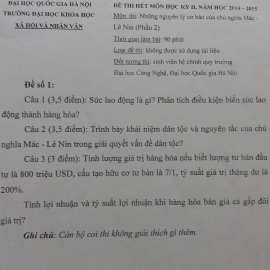 ĐẠI HỌC QUỐC GIA HÀ NỘI
TRƯỜNG ĐẠI HỌC KHOA HỌC
XÃ HỘI VÀ NHÂN VĂN
ĐỀ THI HẾT MÔN HỌC KỲ II, NĂM HỌC 2014 - 2015
Môn thi: Những nguyên lý cơ bản của chủ nghĩa Mác -
Lê Nin (Phần 2)
Thời gian làm bài: 90 phút
Loại đề thi: không được sử dụng tài liệu
Đối tượng thi: sinh viên hệ chính quy trường
Đại học Công Nghệ, Đại học Quốc gia Hà Nội
Đề số 1:
Câu 1 (3,5 điểm): Sức lao động là gì? Phân tích điều kiện biến sức lao
động thành hàng hóa?
Câu 2 (3,5 điểm): Trình bày khái niệm dân tộc và nguyên tắc của chủ
nghĩa Mác - Lê Nin trong giải quyết vấn đề dân tộc?
Câu 3 (3 điểm): Tính lượng giá trị hàng hóa nếu biết lượng tư bản đầu
tư là 800 triệu USD, cấu tạo hữu cơ tư bản là 7/1, tỷ suất giá trị thặng dư là
200%.
Tính lợi nhuận và tỷ suất lợi nhuận khi hàng hóa bán giá cả gấp đôi
giá trị?
Ghi chú: Cán bộ coi thi không giải thích gì thêm.